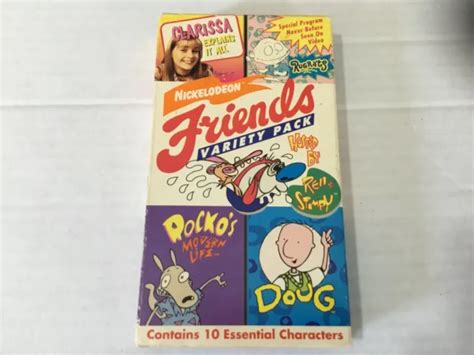 CLARISSA
EXPLAINS
IT ALL
Special Program
Never Before
Seen On
Video
RUGRATS
NICKELODEON
Friends
VARIETY PACK
Hosted
By
Ren &
Stimpy
ROCKO'S
MODERN
LIFE
DOUG
Contains 10 Essential Characters